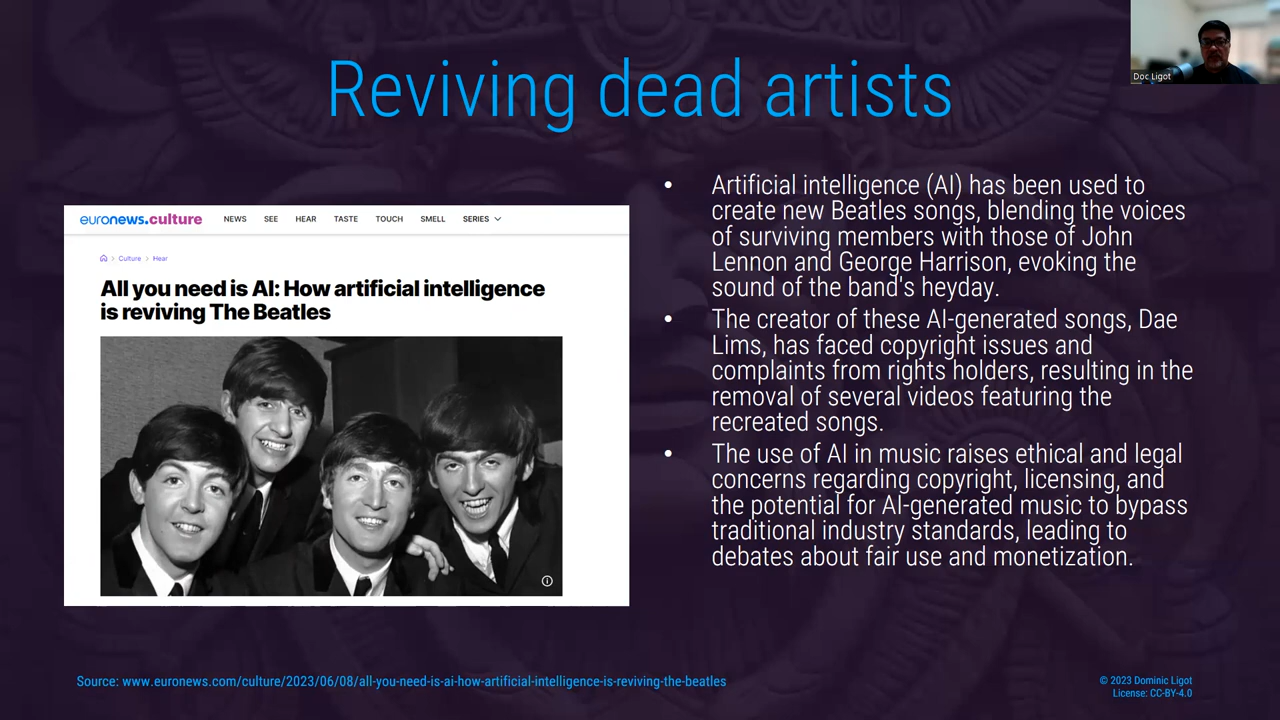 Doc Ligot
Reviving dead artists
euronews.culture NEWS SEE HEAR TASTE TOUCH SMELL SERIES
Culture > Hear
All you need is AI: How artificial intelligence
is reviving The Beatles
• Artificial intelligence (AI) has been used to
create new Beatles songs, blending the voices
of surviving members with those of John
Lennon and George Harrison, evoking the
sound of the band's heyday.
• The creator of these AI-generated songs, Dae
Lims, has faced copyright issues and
complaints from rights holders, resulting in the
removal of several videos featuring the
recreated songs.
• The use of AI in music raises ethical and legal
concerns regarding copyright, licensing, and
the potential for AI-generated music to bypass
traditional industry standards, leading to
debates about fair use and monetization.
Source: www.euronews.com/culture/2023/06/08/all-you-need-is-ai-how-artificial-intelligence-is-reviving-the-beatles
© 2023 Dominic Ligot
License: CC-BY-4.0